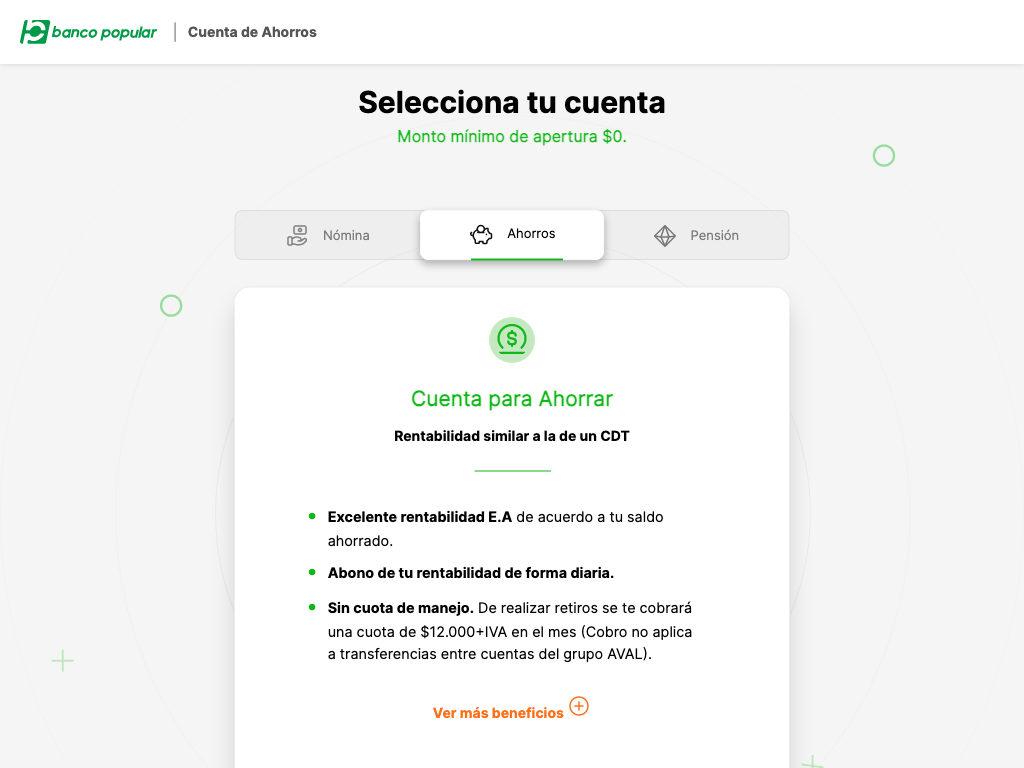 banco popular
Cuenta de Ahorros
Selecciona tu cuenta
Monto mínimo de apertura $0.
Nómina
Ahorros
Pensión
$
Cuenta para Ahorrar
Rentabilidad similar a la de un CDT
Excelente rentabilidad E.A de acuerdo a tu saldo
ahorrado.
Abono de tu rentabilidad de forma diaria.
Sin cuota de manejo. De realizar retiros se te cobrará
una cuota de $12.000+IVA en el mes (Cobro no aplica
a transferencias entre cuentas del grupo AVAL).
Ver más beneficios